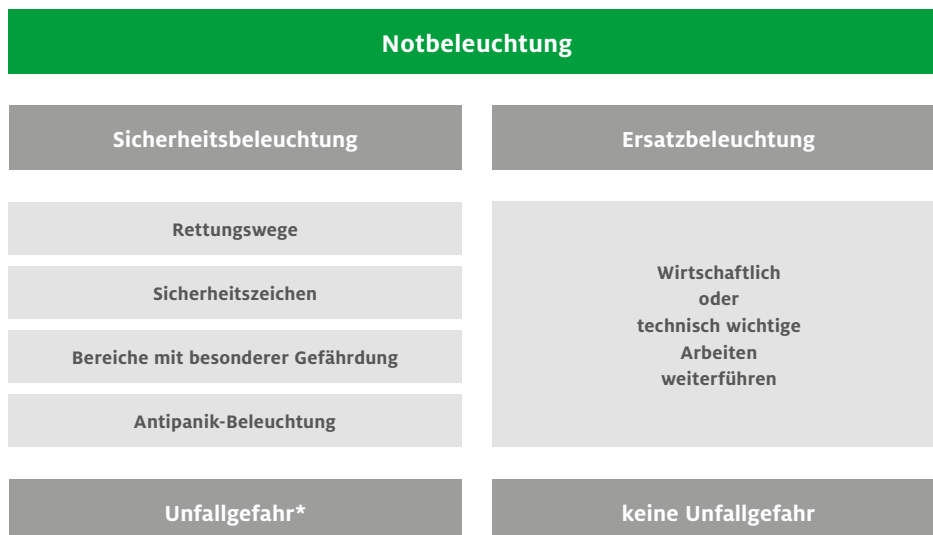 Notbeleuchtung
Sicherheitsbeleuchtung
Rettungswege
Sicherheitszeichen
Bereiche mit besonderer Gefährdung
Antipanik-Beleuchtung
Unfallgefahr*
Ersatzbeleuchtung
Wirtschaftlich
oder
technisch wichtige
Arbeiten
weiterführen
keine Unfallgefahr